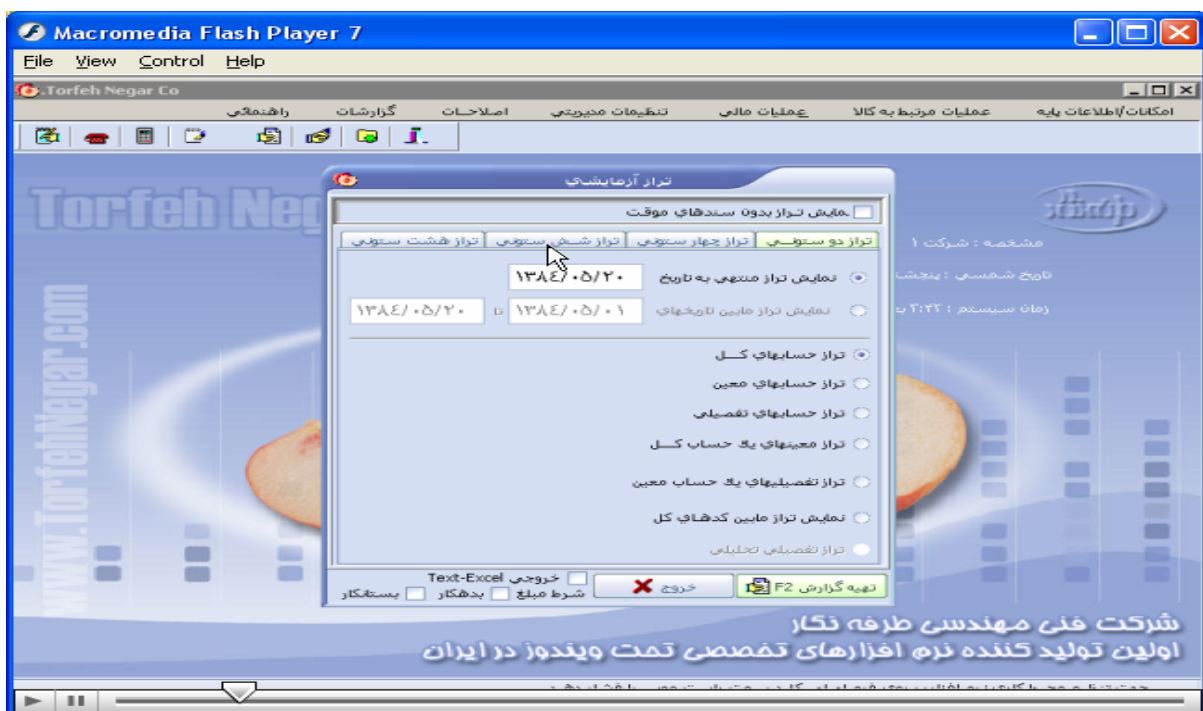 Macromedia Flash Player 7
File View Control Help
.Torfeh Negar Co
امکانات/اطلاعات پایه عملیات مرتبط به کالا عملیات مالی تنظیمات مدیریتی اصلاحات گزارشات راهنمائی
تراز آزمایشی
نمایش تراز بدون سندهای موقت
تراز دو ستونی تراز چهار ستونی تراز شش ستونی تراز هشت ستونی
نمایش تراز منتهی به تاریخ ۱۳۸٤/۰۵/۲۰
نمایش تراز مابین تاریخهای ۱۳۸٤/۰۵/۰۱ تا ۱۳۸٤/۰۵/۲۰
تراز حسابهای کل
تراز حسابهای معین
تراز حسابهای تفصیلی
تراز معینهای یک حساب کل
تراز تفصیلیهای یک حساب معین
نمایش تراز مابین کدهای کل
تراز تفصیلی تحلیلی
تهیه گزارش F2 خروج
خروجی Text-Excel
شرط مبلغ بدهکار بستانکار
Torfeh Neg
طرفه نگار
مشخصه : شرکت ۱
تاریخ شمسی : پنجش
زمان سیستم : ۳:۴۲
www.TorfehNegar.com
شرکت فنی مهندسی طرفه نگار
اولین تولید کننده نرم افزارهای تخصصی تحت ویندوز در ایران